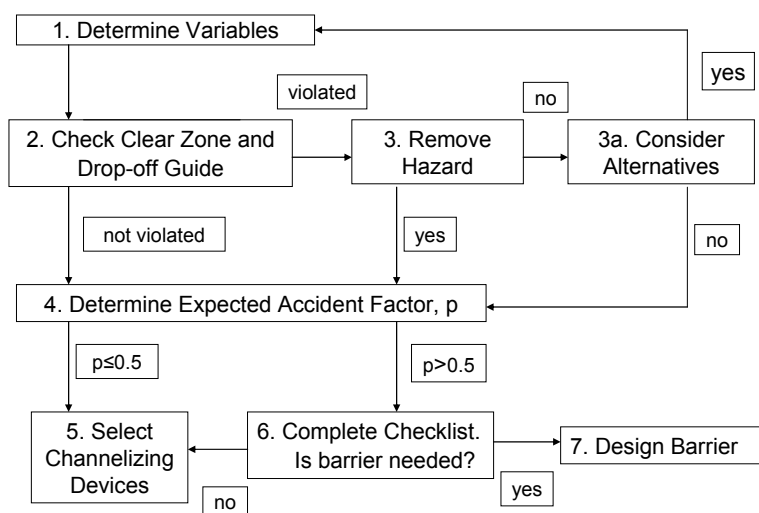 1. Determine Variables
yes
violated
no
2. Check Clear Zone and
Drop-off Guide
3. Remove
Hazard
3a. Consider
Alternatives
not violated
yes
no
4. Determine Expected Accident Factor, p
p≤0.5
p>0.5
5. Select
Channelizing
Devices
6. Complete Checklist.
Is barrier needed?
7. Design Barrier
no
yes